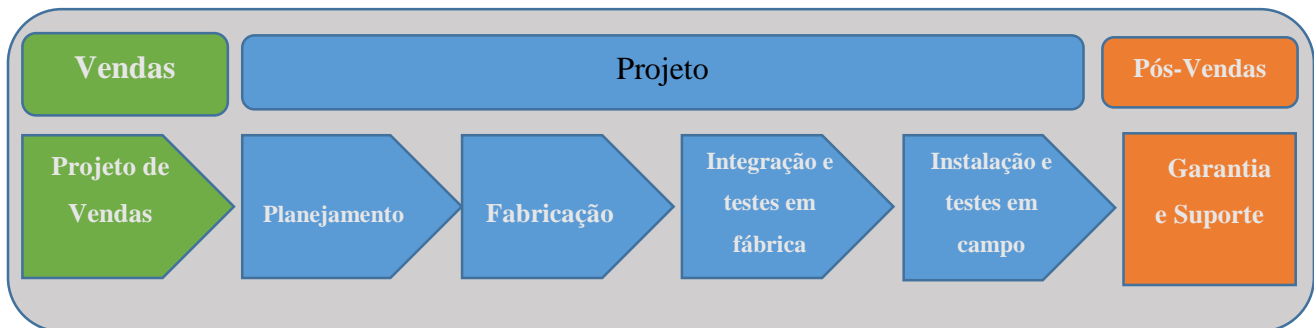 Vendas
Projeto
Pós-Vendas
Projeto de
Vendas
Planejamento
Fabricação
Integração e
testes em
fábrica
Instalação e
testes em
campo
Garantia
e Suporte